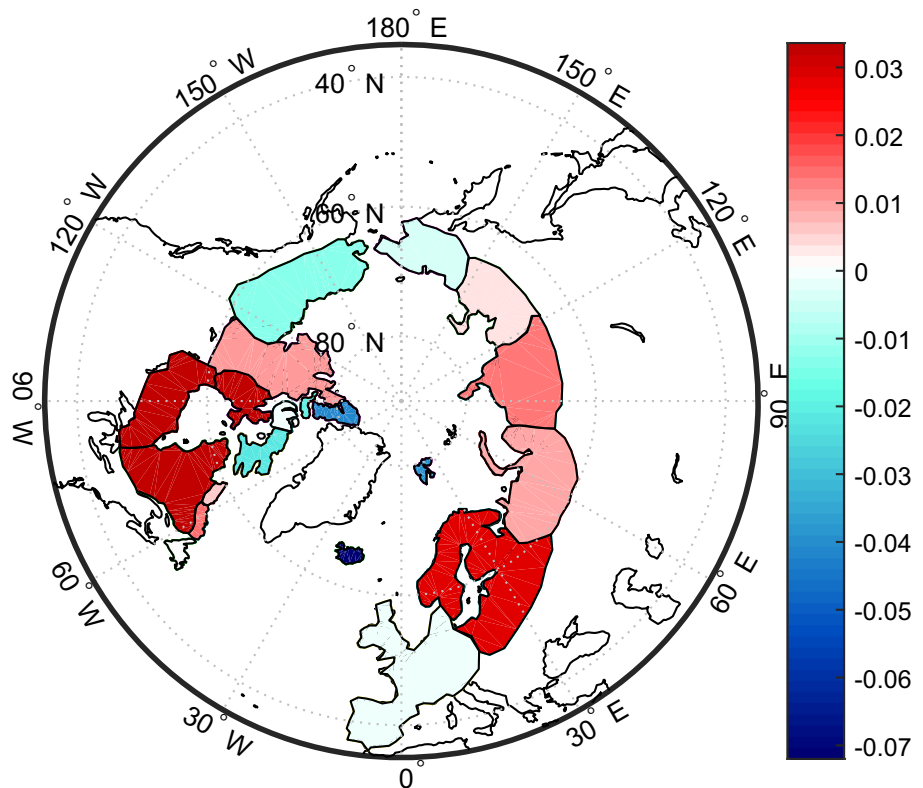 180° E
150° W
40° N
150° E
120° W
60° N
120° E
80° N
90° W
90° E
60° W
60° E
30° W
30° E
0°
0.03
0.02
0.01
0
-0.01
-0.02
-0.03
-0.04
-0.05
-0.06
-0.07